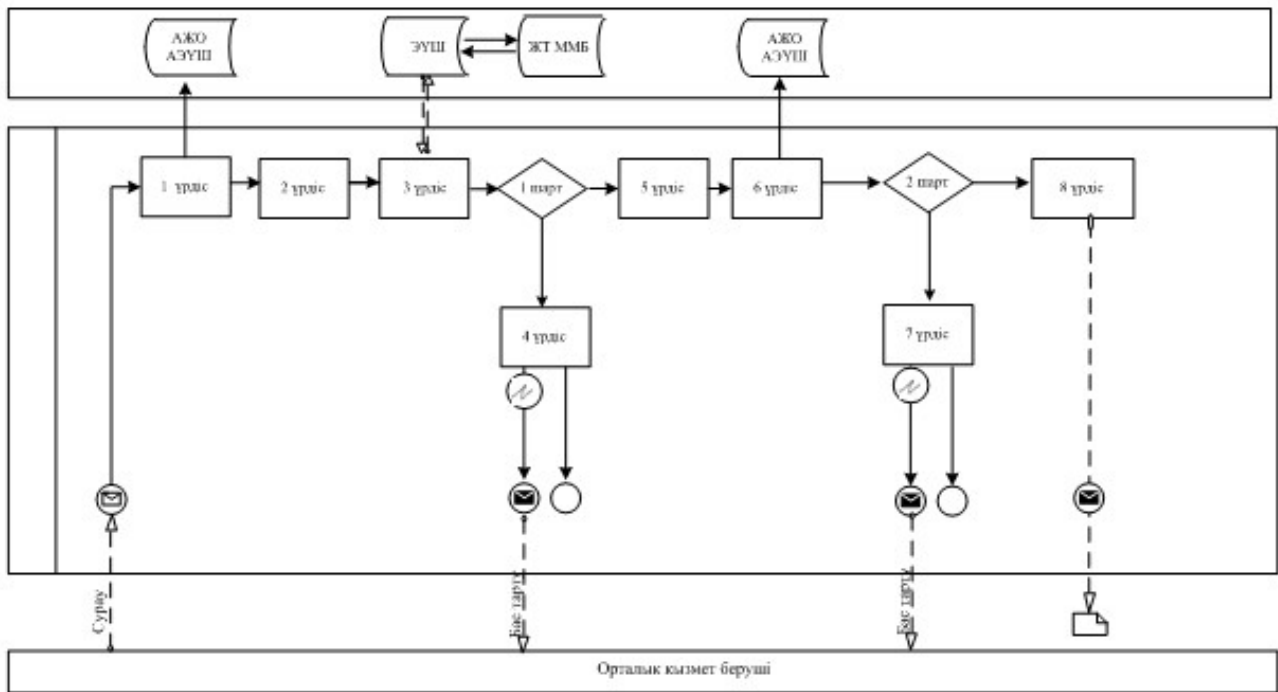 АЖО
АЭҮШ
ЭҮШ
ЖТ ММБ
АЖО
АЭҮШ
1 үрдіс
2 үрдіс
3 үрдіс
1 шарт
5 үрдіс
6 үрдіс
2 шарт
8 үрдіс
4 үрдіс
7 үрдіс
Сұрау
Бас тарту
Бас тарту
Орталық қызмет беруші